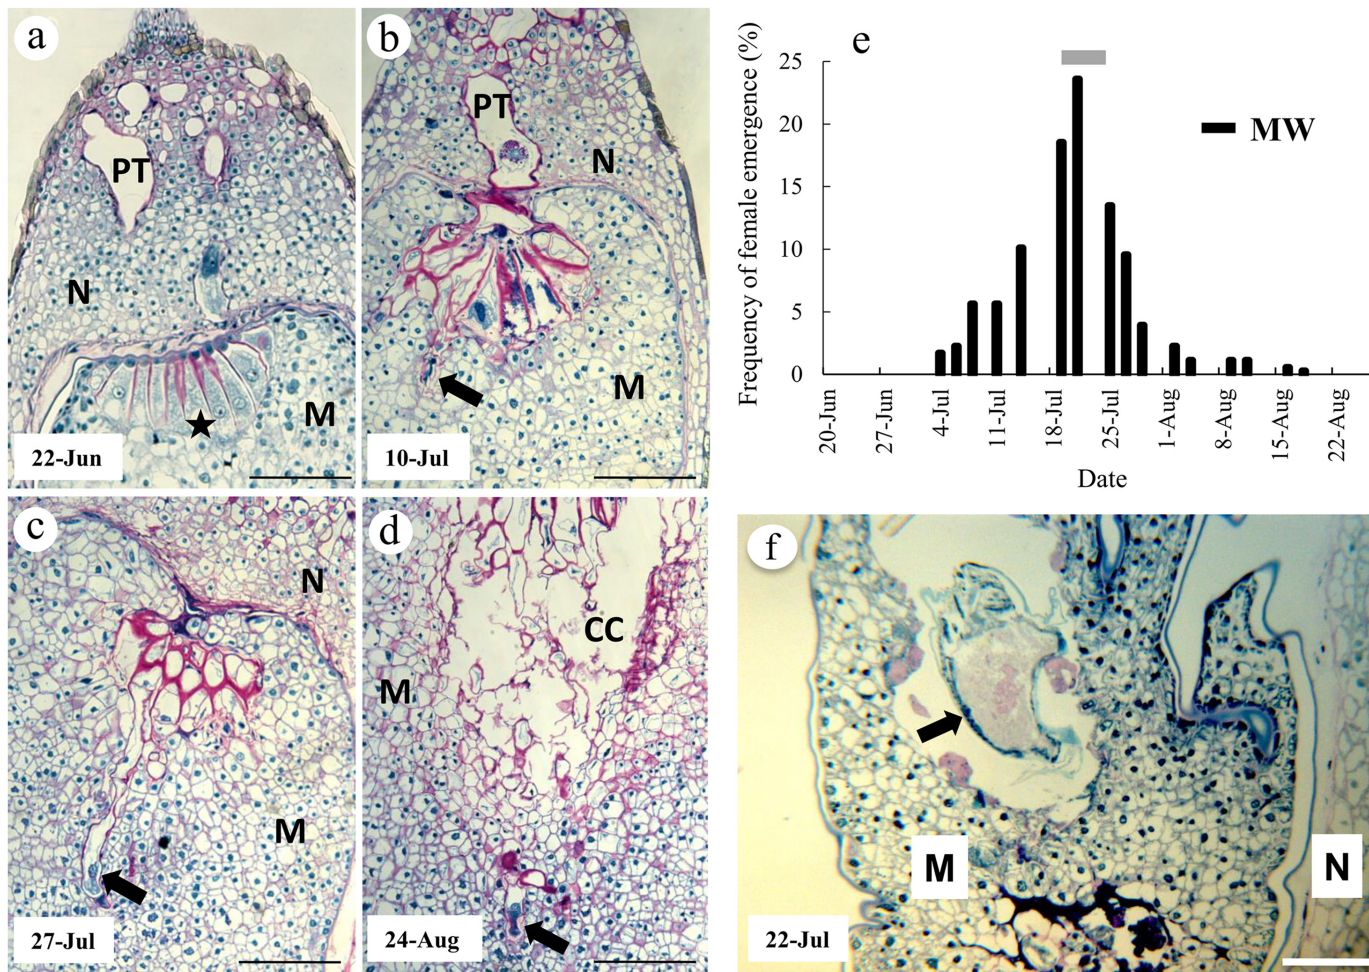 a
PT
N
M
22-Jun
b
PT
N
M
10-Jul
c
N
M
27-Jul
d
CC
M
24-Aug
e
Frequency of female emergence (%)
25
20
15
10
5
0
MW
20-Jun
27-Jun
4-Jul
11-Jul
18-Jul
25-Jul
1-Aug
8-Aug
15-Aug
22-Aug
Date
f
M
N
22-Jul